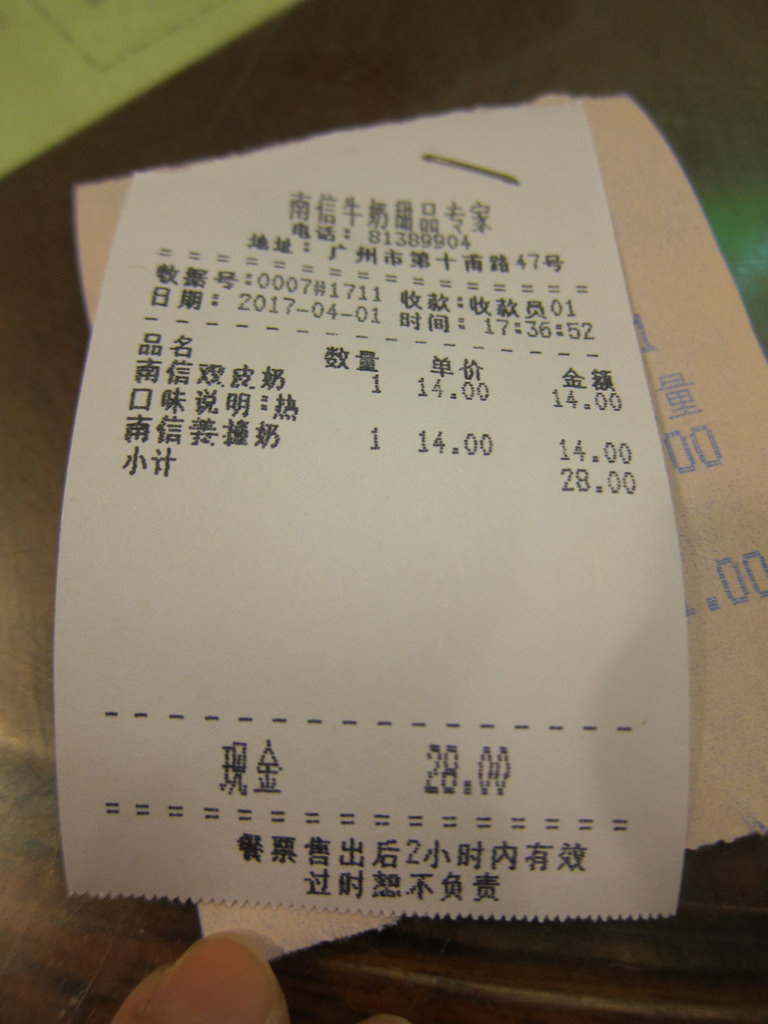 南信牛奶甜品专家
电话：81389904
地址：广州市第十甫路47号
收据号:0007#1711 收款:收款员01
日期：2017-04-01 时间：17:36:52
品名 数量 单价 金额
南信双皮奶 1 14.00 14.00
口味说明:热
南信姜撞奶 1 14.00 14.00
小计 28.00
现金 28.00
餐票售出后2小时内有效
过时恕不负责
量